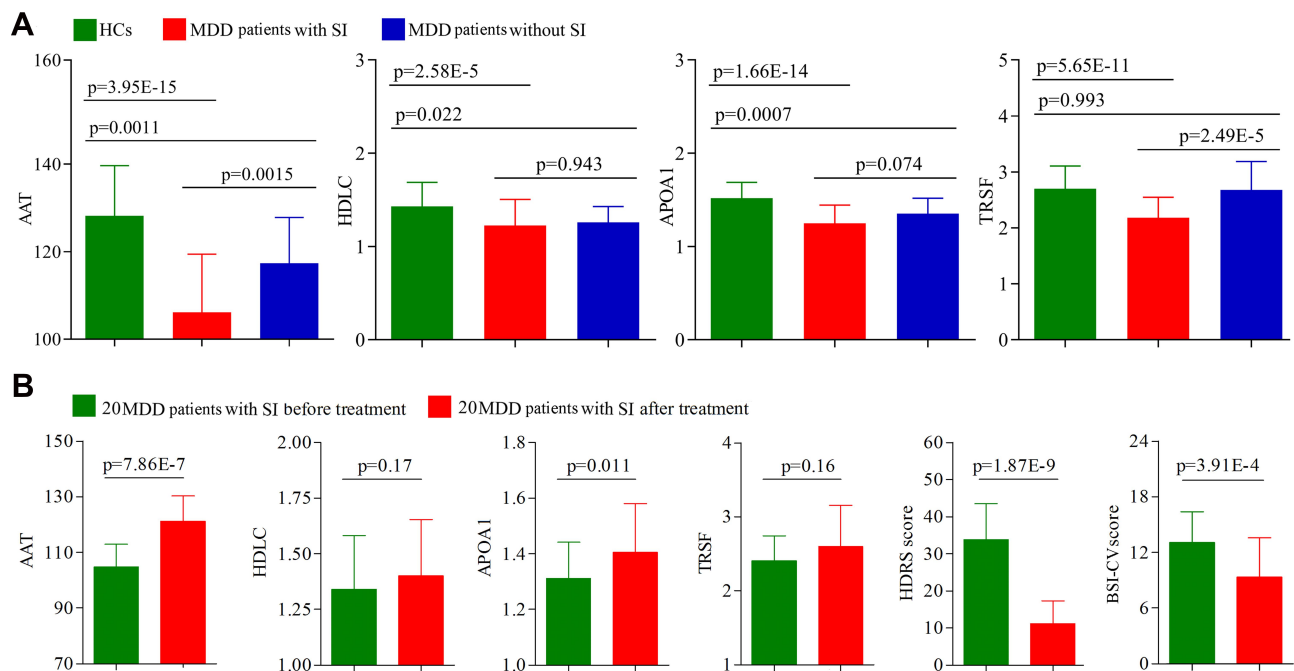 A
HCs MDD patients with SI MDD patients without SI
AAT
160
140
120
100
p=3.95E-15
p=0.0011
p=0.0015
HDLC
3
2
1
0
p=2.58E-5
p=0.022
p=0.943
APOA1
3
2
1
0
p=1.66E-14
p=0.0007
p=0.074
TRSF
5
4
3
2
1
0
p=5.65E-11
p=0.993
p=2.49E-5
B
20MDD patients with SI before treatment 20MDD patients with SI after treatment
AAT
150
130
110
90
70
p=7.86E-7
HDLC
2.00
1.75
1.50
1.25
1.00
p=0.17
APOA1
1.8
1.6
1.4
1.2
1.0
p=0.011
TRSF
4
3
2
1
p=0.16
HDRS score
60
50
40
30
20
10
0
p=1.87E-9
BSI-CV score
24
18
12
6
0
p=3.91E-4